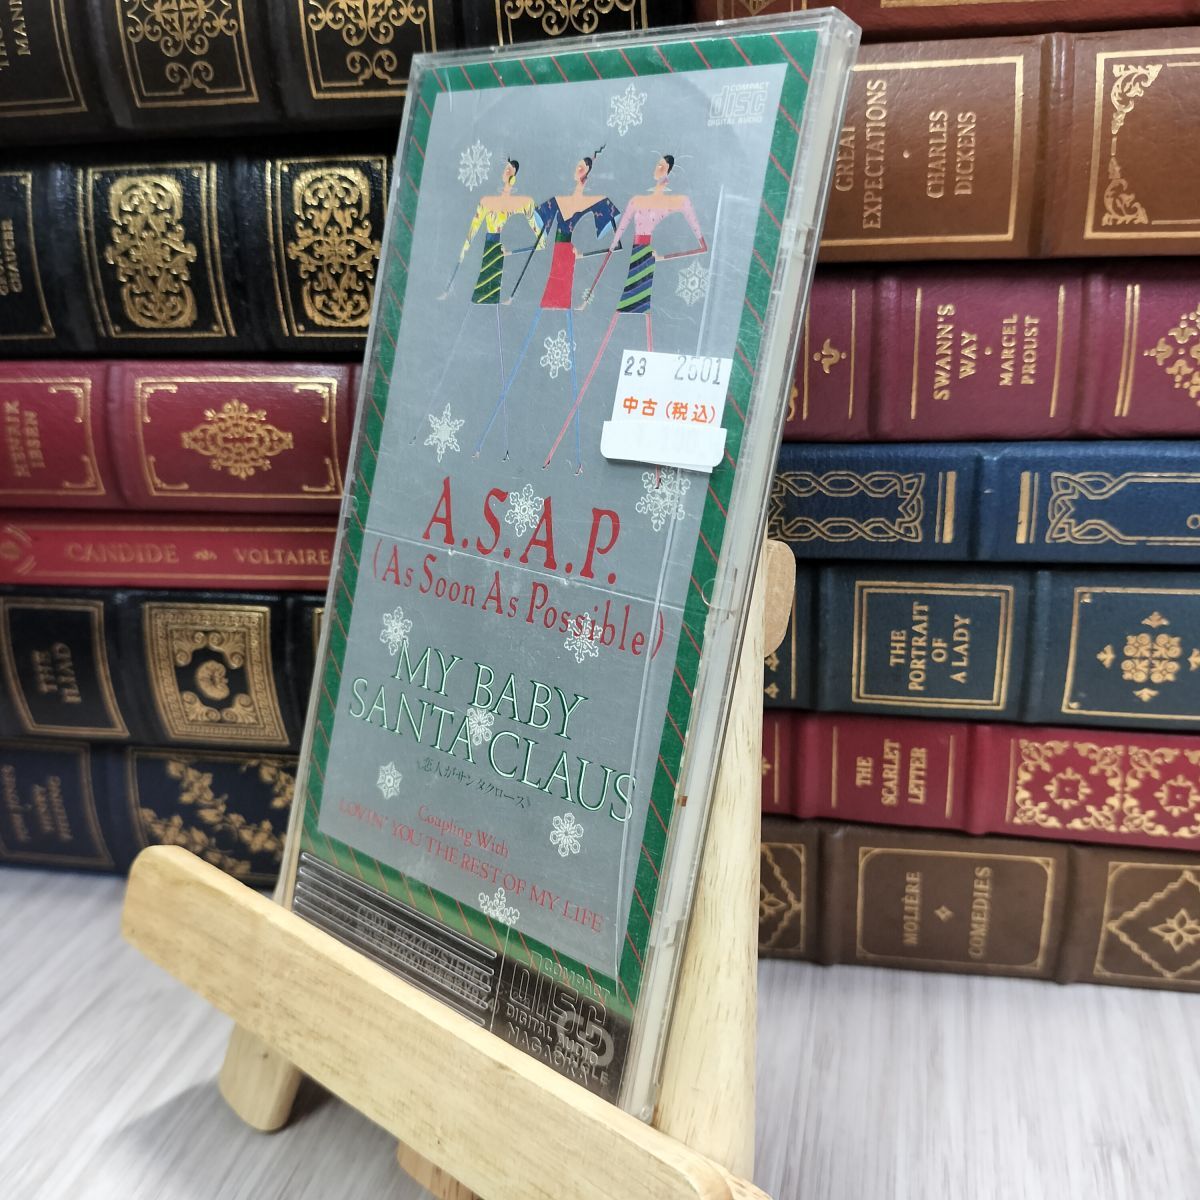 COMPACT
disc
DIGITAL AUDIO
23 2501
中古(税込)
A.S.A.P.
(As Soon As Possible)
MY BABY
SANTA CLAUS
《恋人がサンタクロース》
Coupling With
LOVIN' YOU THE REST OF MY LIFE
COMPACT
disc
DIGITAL AUDIO
NAGAOKA
GREAT
EXPECTATIONS
CHARLES
DICKENS
SWANN'S
WAY
MARCEL
PROUST
THE
PORTRAIT
OF
A LADY
THE
SCARLET
LETTER
MOLIÈRE
COMEDIES
HENRIK
IBSEN
CANDIDE
VOLTAIRE
THE
ILIAD